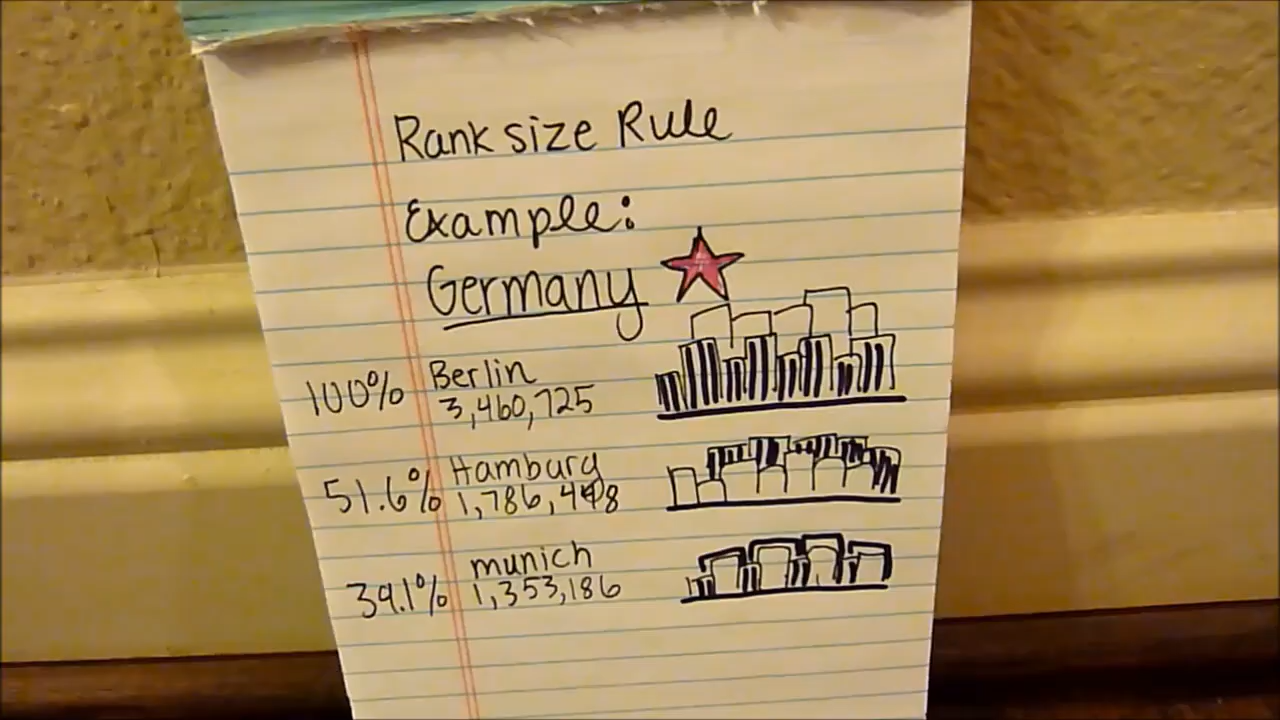 Rank size Rule
Example:
Germany
100% Berlin
3,460,725
51.6% Hamburg
1,786,448
39.1% munich
1,353,186